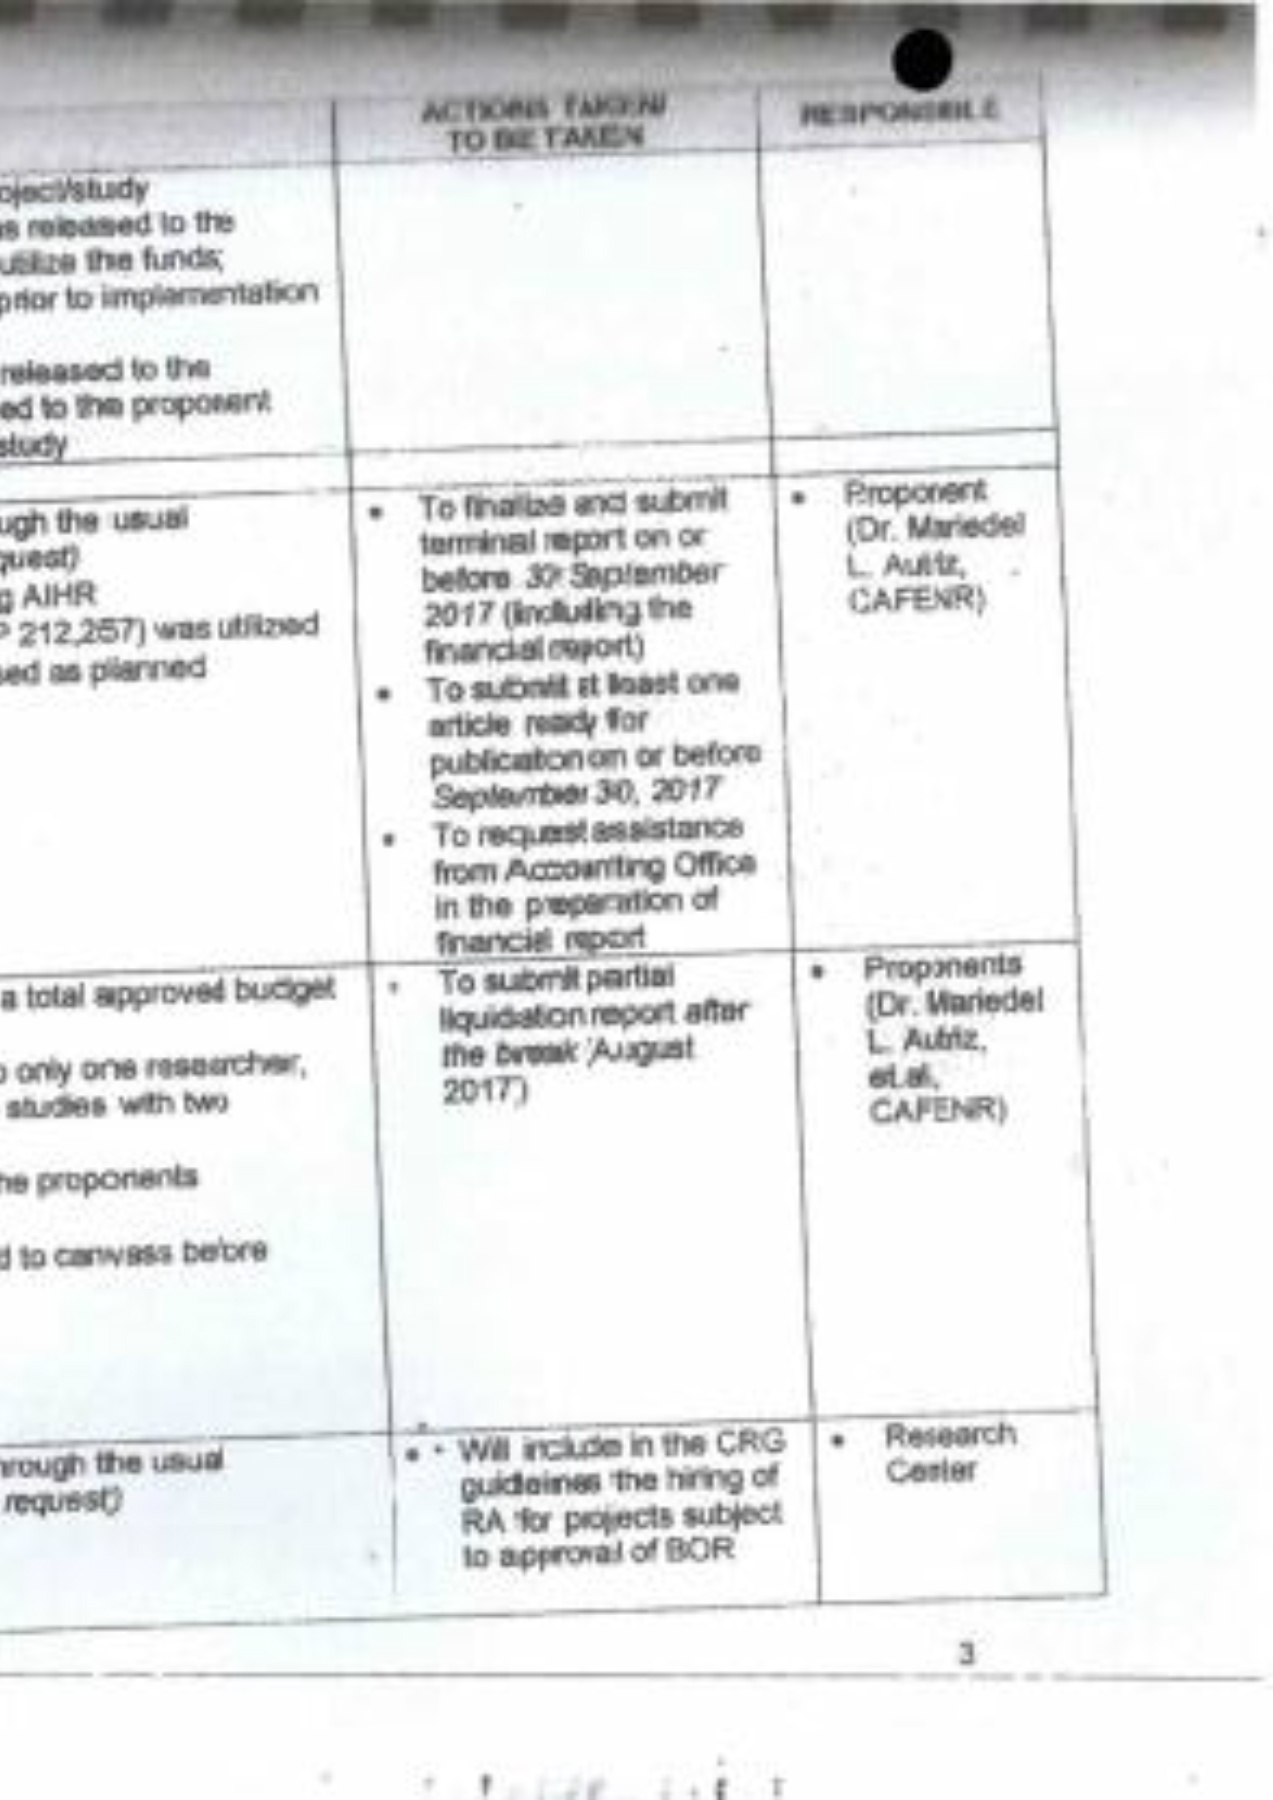 ACTIONS TAKEN/
TO BE TAKEN
RESPONSIBLE
oject/study
s released to the
utilize the funds;
prior to implementation
released to the
ed to the proponent
study
ugh the usual
quest)
g AIHR
P 212,257) was utilized
sed as planned
• To finalize and submit
terminal report on or
before 30 September
2017 (including the
financial report)
• To submit at least one
article ready for
publication on or before
September 30, 2017
• To request assistance
from Accounting Office
in the preparation of
financial report
• Proponent
(Dr. Mariedel
L. Autriz,
CAFENR)
a total approved budget
o only one researcher,
studies with two
he proponents
d to canvass before
• To submit partial
liquidation report after
the break (August
2017)
• Proponents
(Dr. Mariedel
L. Autriz,
et.al,
CAFENR)
hrough the usual
request)
• • Will include in the CRG
guidelines the hiring of
RA for projects subject
to approval of BOR
• Research
Center
3